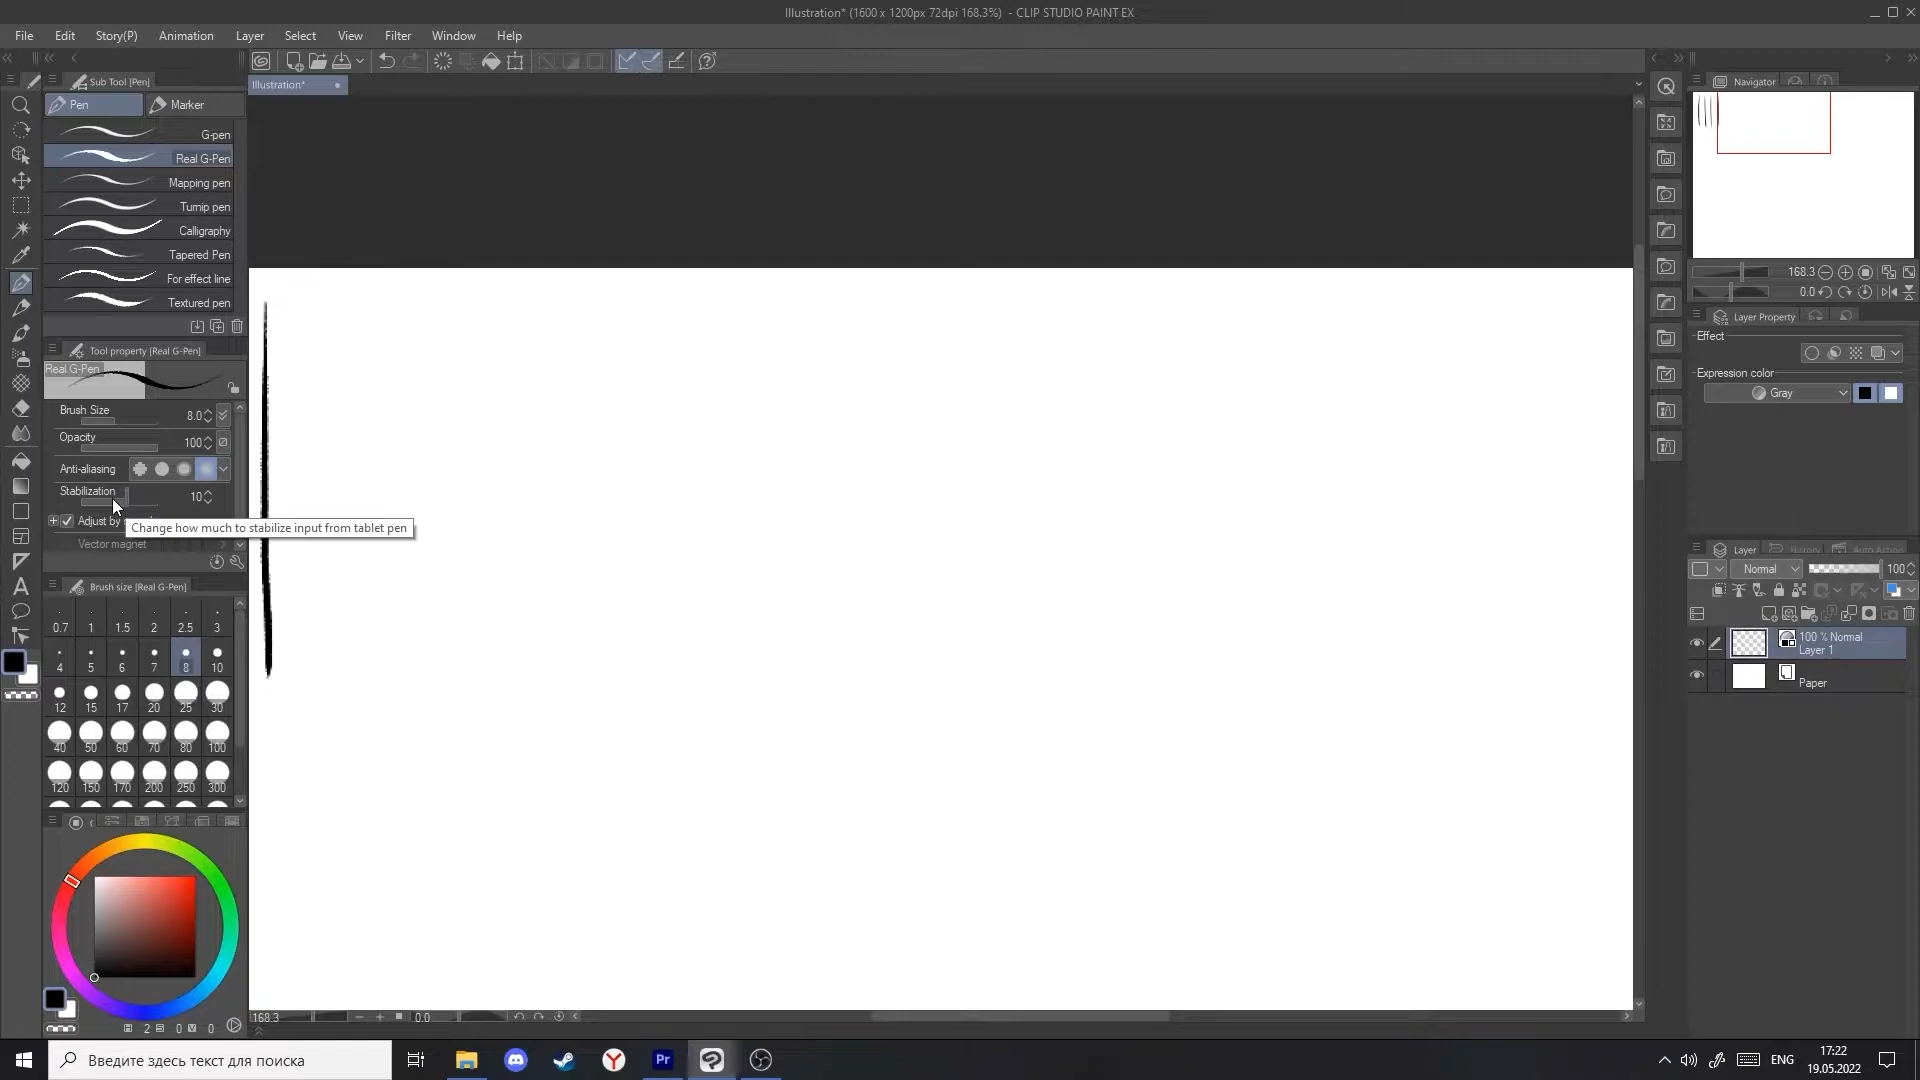 Illustration* (1600 x 1200px 72dpi 168.3%) - CLIP STUDIO PAINT EX
File Edit Story(P) Animation Layer Select View Filter Window Help
Sub Tool [Pen]
Illustration*
Navigator
Pen Marker
G-pen
Real G-Pen
Mapping pen
Turnip pen
Calligraphy
Tapered Pen
For effect line
Textured pen
168.3
0.0
Tool property [Real G-Pen]
Real G-Pen
Brush Size 8.0
Opacity 100
Anti-aliasing
Stabilization 10
Adjust by
Change how much to stabilize input from tablet pen
Vector magnet
Layer Property
Effect
Expression color
Gray
Brush size [Real G-Pen]
0.7 1 1.5 2 2.5 3
4 5 6 7 8 10
12 15 17 20 25 30
40 50 60 70 80 100
120 150 170 200 250 300
Layer History Auto Action
Normal 100
100 % Normal
Layer 1
Paper
2 0 0
168.3 0.0
Введите здесь текст для поиска
Pr
ENG
17:22
19.05.2022